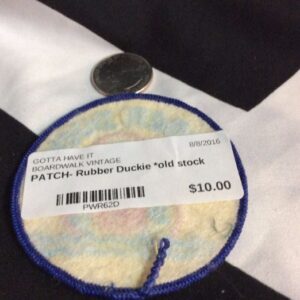 8/8/2016
GOTTA HAVE IT
BOARDWALK VINTAGE
PATCH- Rubber Duckie *old stock
$10.00
PWR62D